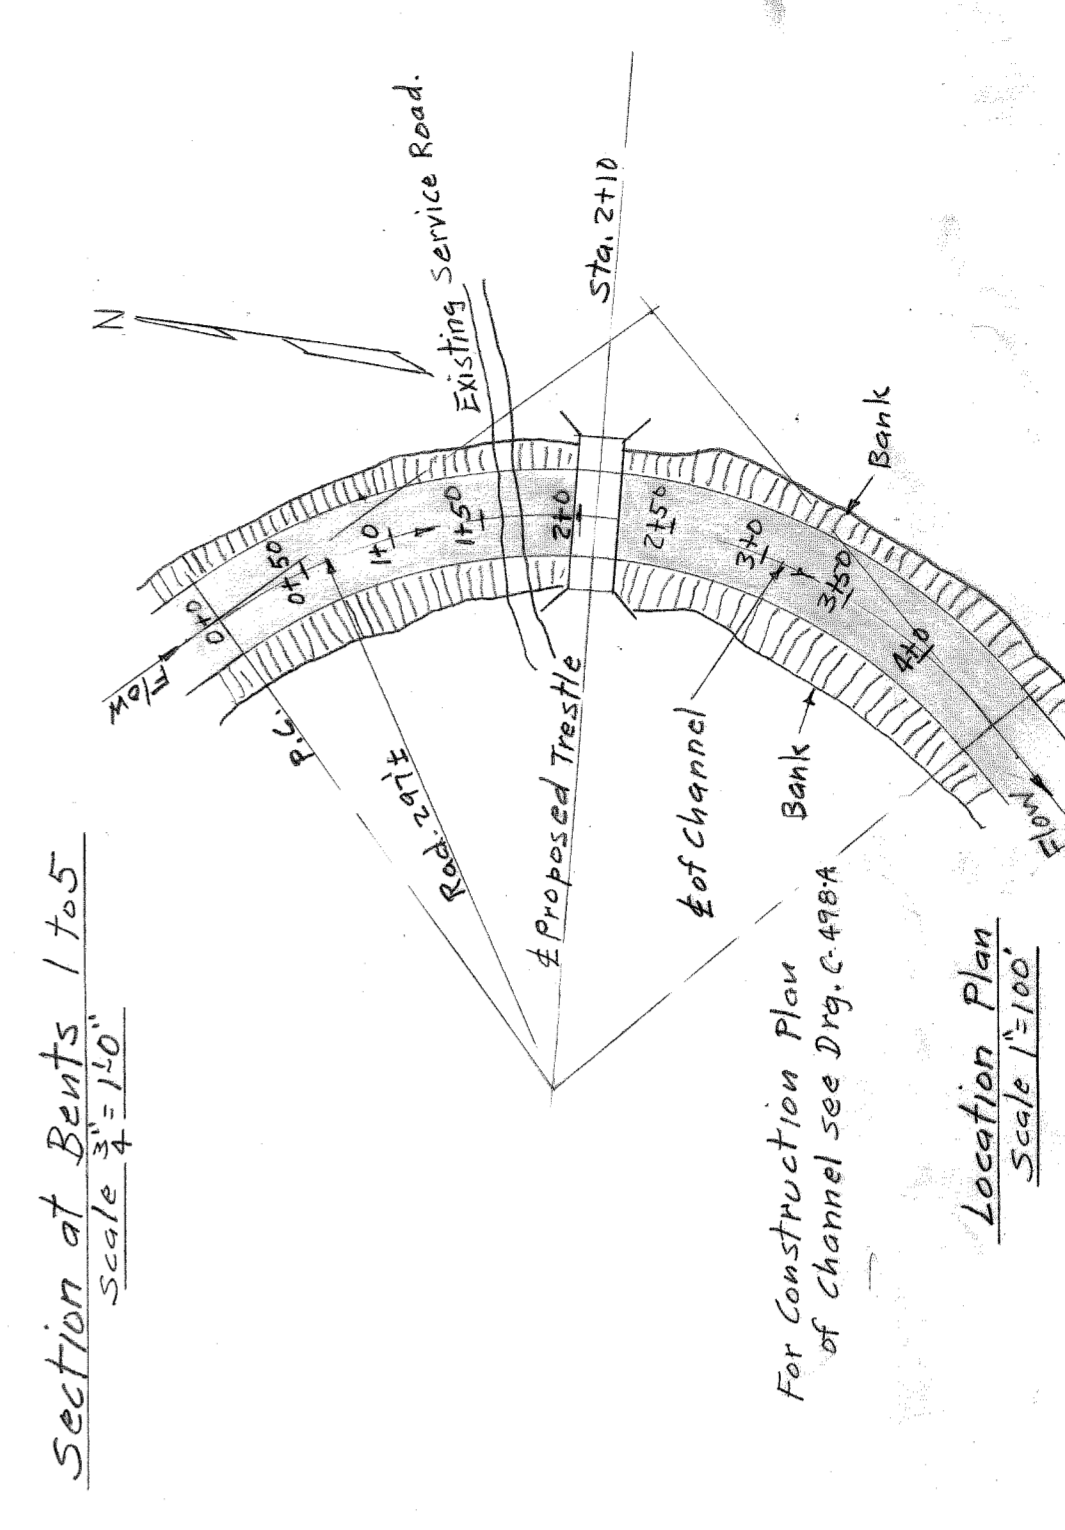 Section at Bents 1 to 5
Scale 3/4" = 1'-0"
N
Existing Service Road.
Sta. 2+10
Flow
P.C.
0+0
0+50
1+0
1+50
2+0
2+50
3+0
3+50
4+0
Rad. 297'±
℄ Proposed Trestle
℄ of Channel
Bank
Bank
Flow
For Construction Plan
of Channel see Drg. C-498-A
Location Plan
Scale 1"=100'